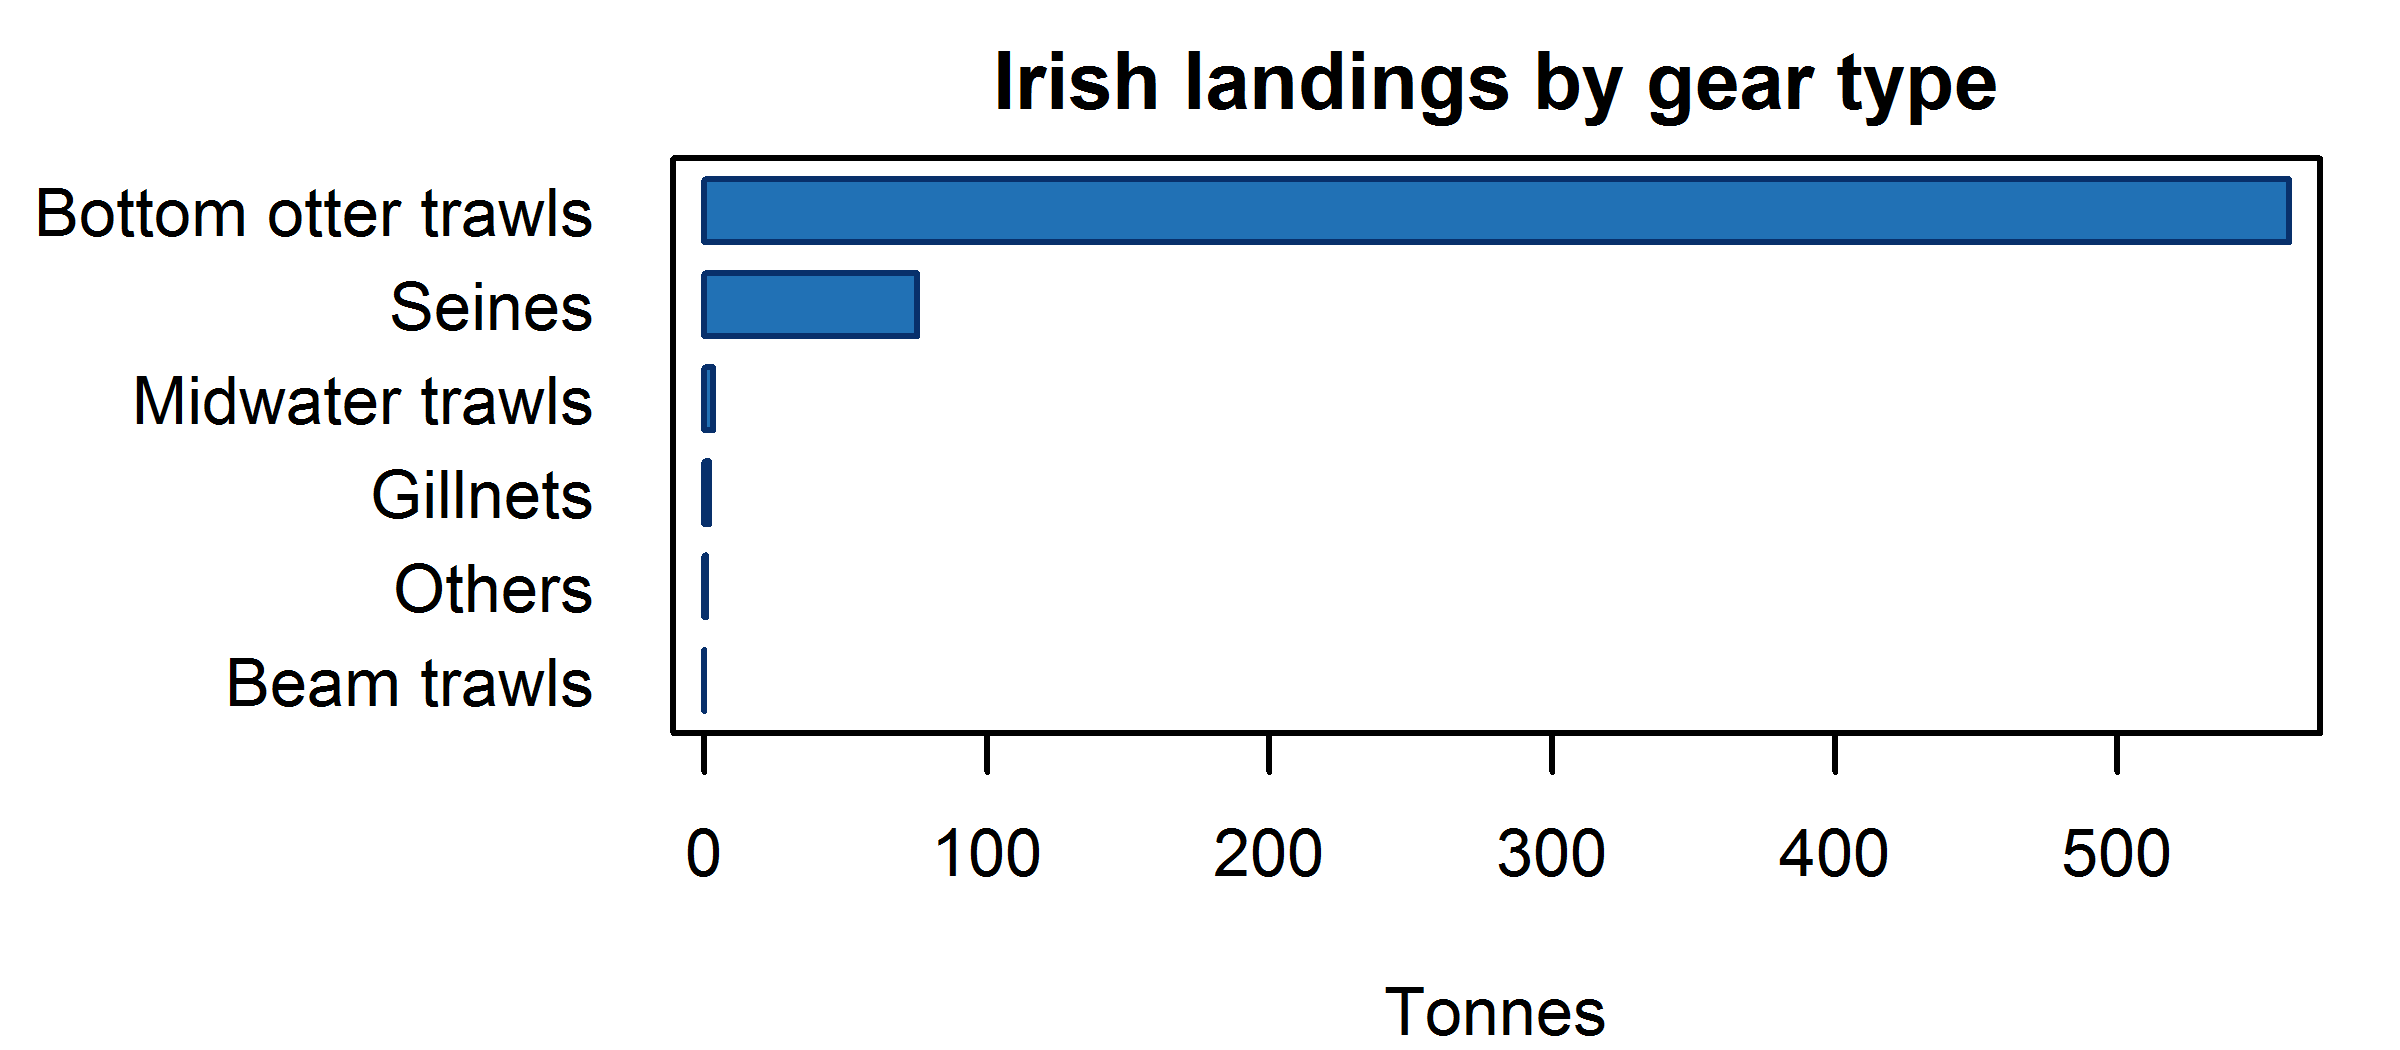 Irish landings by gear type
Bottom otter trawls
Seines
Midwater trawls
Gillnets
Others
Beam trawls
0 100 200 300 400 500
Tonnes